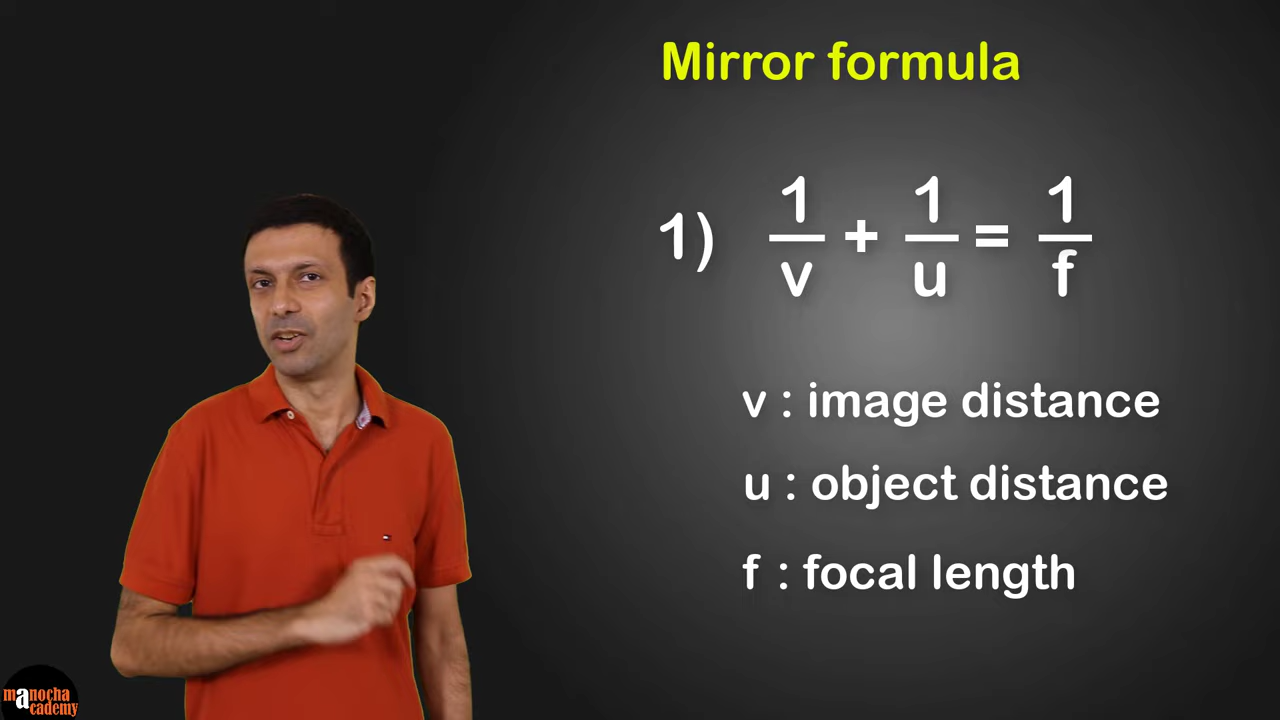 Mirror formula
1) 1/v + 1/u = 1/f
v : image distance
u : object distance
f : focal length
manocha
academy